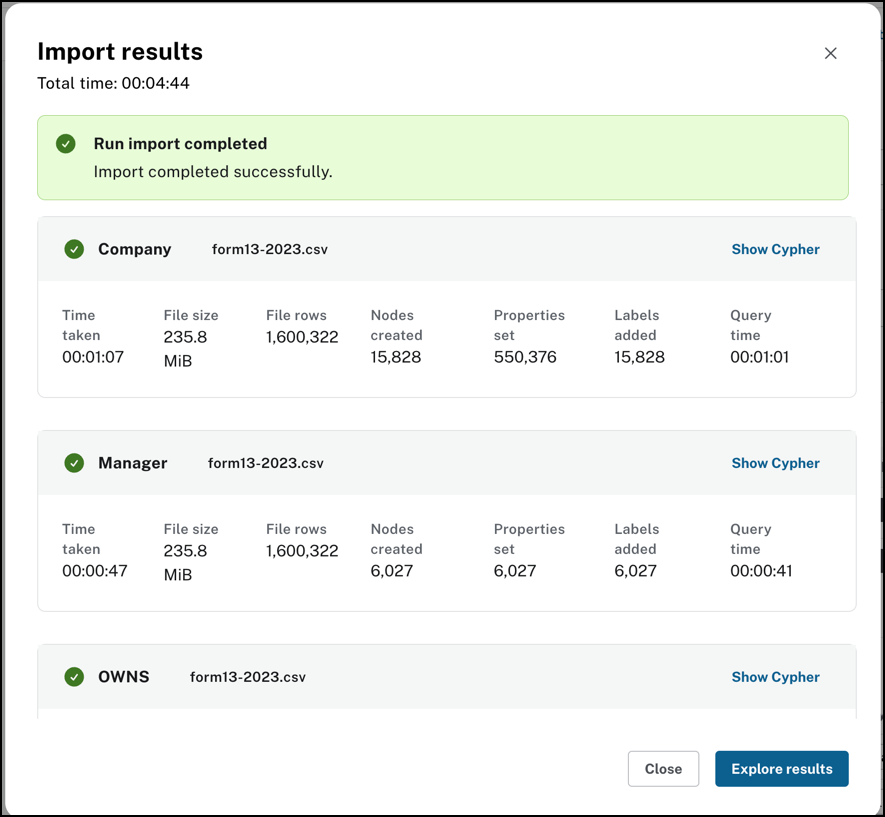 Import results
Total time: 00:04:44
Run import completed
Import completed successfully.
Company form13-2023.csv Show Cypher
Time taken File size File rows Nodes created Properties set Labels added Query time
00:01:07 235.8 MiB 1,600,322 15,828 550,376 15,828 00:01:01
Manager form13-2023.csv Show Cypher
Time taken File size File rows Nodes created Properties set Labels added Query time
00:00:47 235.8 MiB 1,600,322 6,027 6,027 6,027 00:00:41
OWNS form13-2023.csv Show Cypher
Close Explore results